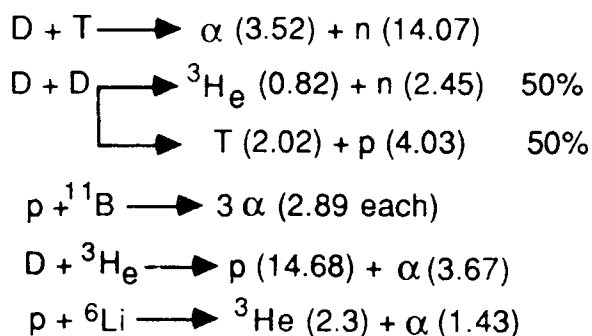 D + T ⟶ α (3.52) + n (14.07)
D + D ⟶ ³He (0.82) + n (2.45) 50%
⟶ T (2.02) + p (4.03) 50%
p + ¹¹B ⟶ 3 α (2.89 each)
D + ³He ⟶ p (14.68) + α (3.67)
p + ⁶Li ⟶ ³He (2.3) + α (1.43)